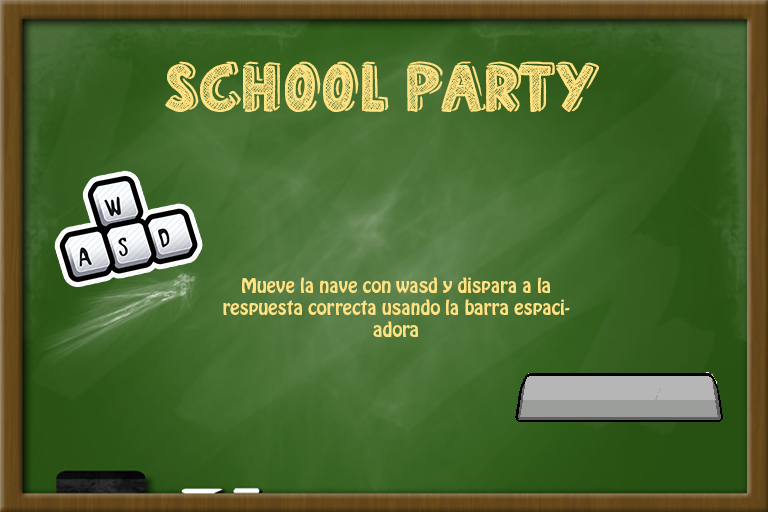 SCHOOL PARTY
W
A S D
Mueve la nave con wasd y dispara a la
respuesta correcta usando la barra espaci-
adora